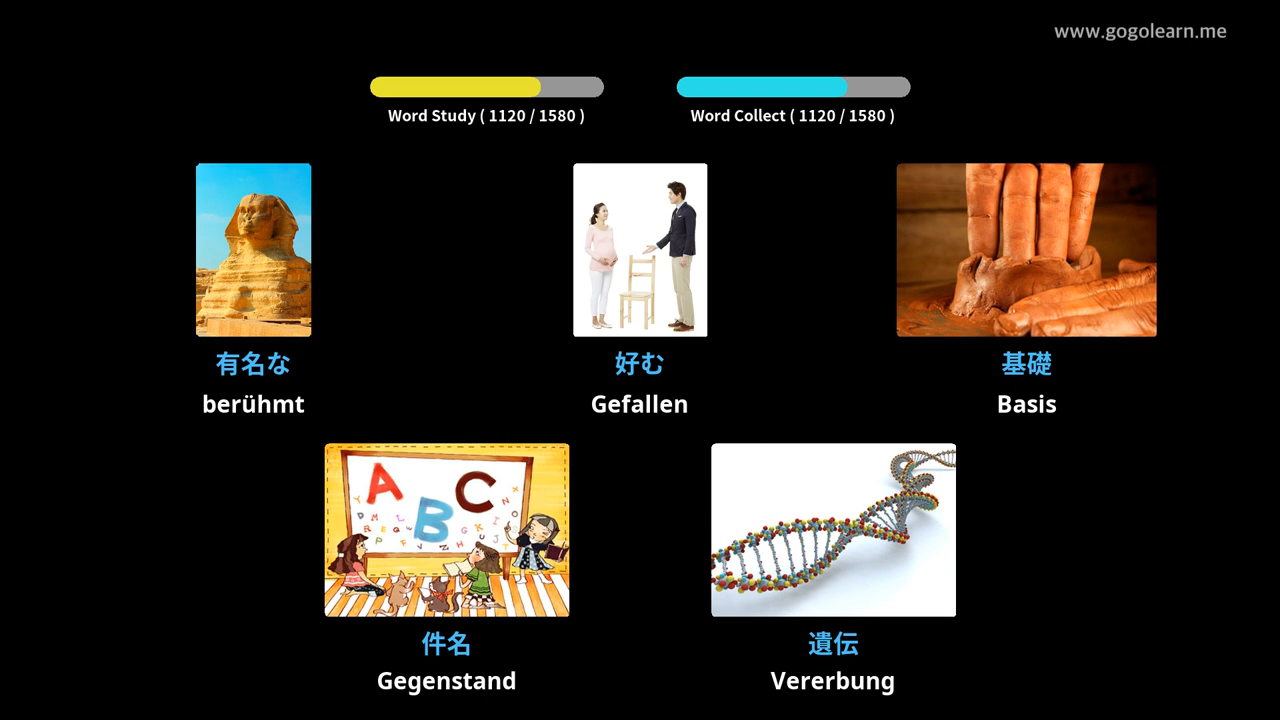 www.gogolearn.me
Word Study ( 1120 / 1580 )
Word Collect ( 1120 / 1580 )
有名な
berühmt
好む
Gefallen
基礎
Basis
A B C
件名
Gegenstand
遺伝
Vererbung